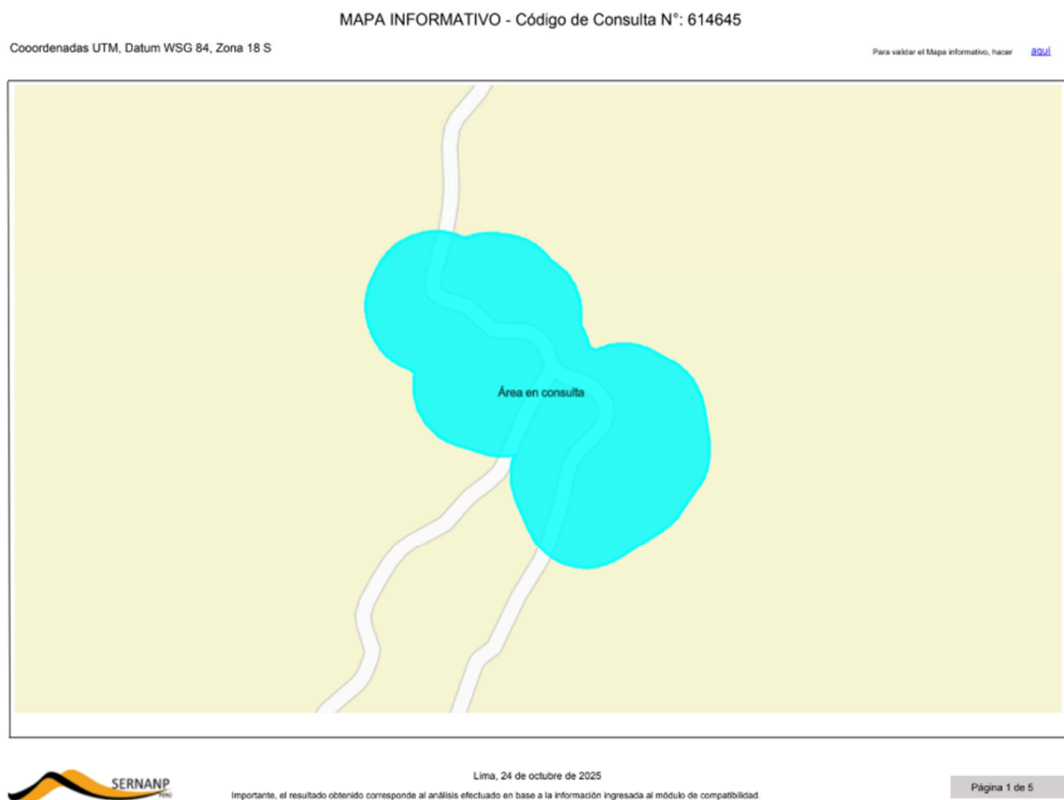 MAPA INFORMATIVO - Código de Consulta N°: 614645
Cooordenadas UTM, Datum WSG 84, Zona 18 S
Para validar el Mapa informativo, hacer aquí
Área en consulta
SERNANP
PERÚ
Lima, 24 de octubre de 2025
Importante, el resultado obtenido corresponde al análisis efectuado en base a la información ingresada al módulo de compatibilidad.
Página 1 de 5